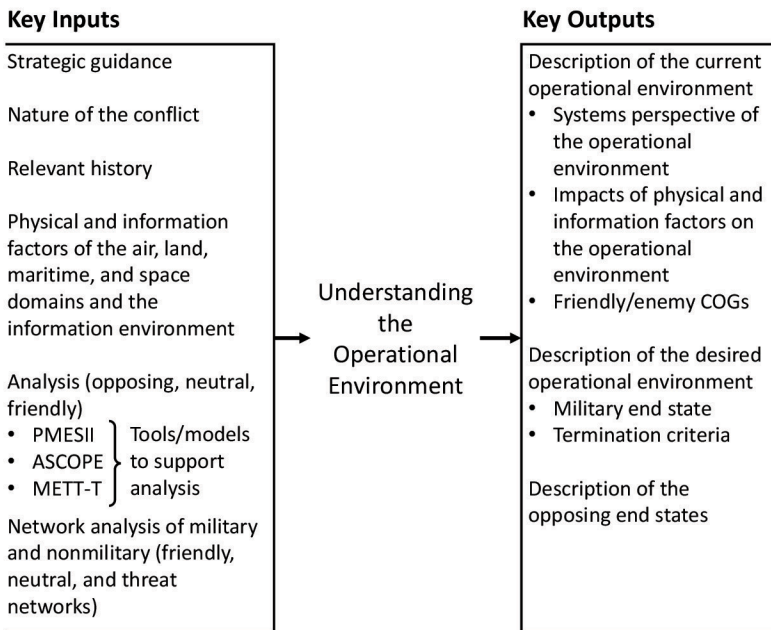 Key Inputs
Strategic guidance
Nature of the conflict
Relevant history
Physical and information
factors of the air, land,
maritime, and space
domains and the
information environment
Analysis (opposing, neutral,
friendly)
• PMESII
• ASCOPE
• METT-T
Tools/models
to support
analysis
Network analysis of military
and nonmilitary (friendly,
neutral, and threat
networks)
Understanding
the
Operational
Environment
Key Outputs
Description of the current
operational environment
• Systems perspective of
the operational
environment
• Impacts of physical and
information factors on
the operational
environment
• Friendly/enemy COGs
Description of the desired
operational environment
• Military end state
• Termination criteria
Description of the
opposing end states